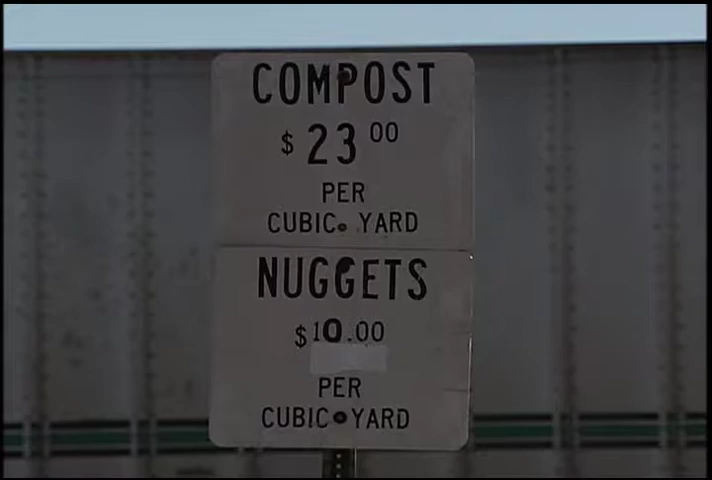 COMPOST
$ 23 00
PER
CUBIC YARD
NUGGETS
$10.00
PER
CUBIC YARD